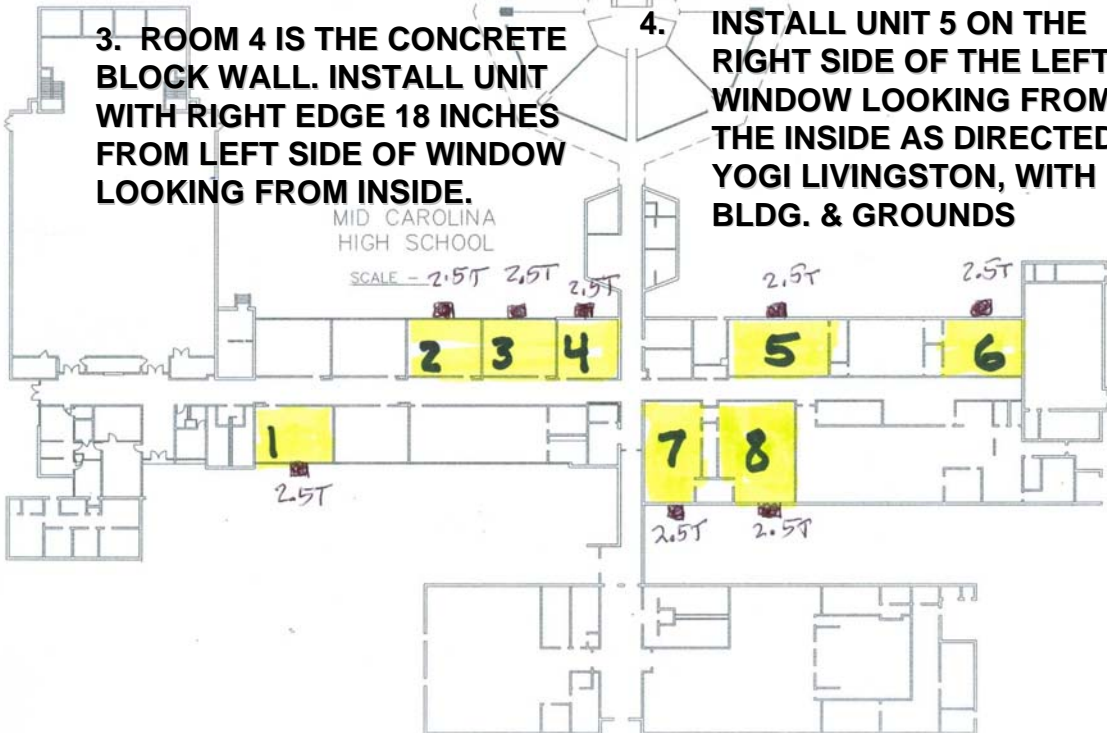 3. ROOM 4 IS THE CONCRETE
BLOCK WALL. INSTALL UNIT
WITH RIGHT EDGE 18 INCHES
FROM LEFT SIDE OF WINDOW
LOOKING FROM INSIDE.
4. INSTALL UNIT 5 ON THE
RIGHT SIDE OF THE LEFT
WINDOW LOOKING FROM
THE INSIDE AS DIRECTED
YOGI LIVINGSTON, WITH
BLDG. & GROUNDS
MID CAROLINA
HIGH SCHOOL
SCALE -
2.5T 2.5T 2.5T 2.5T 2.5T
2 3 4 5 6
1 7 8
2.5T 2.5T 2.5T